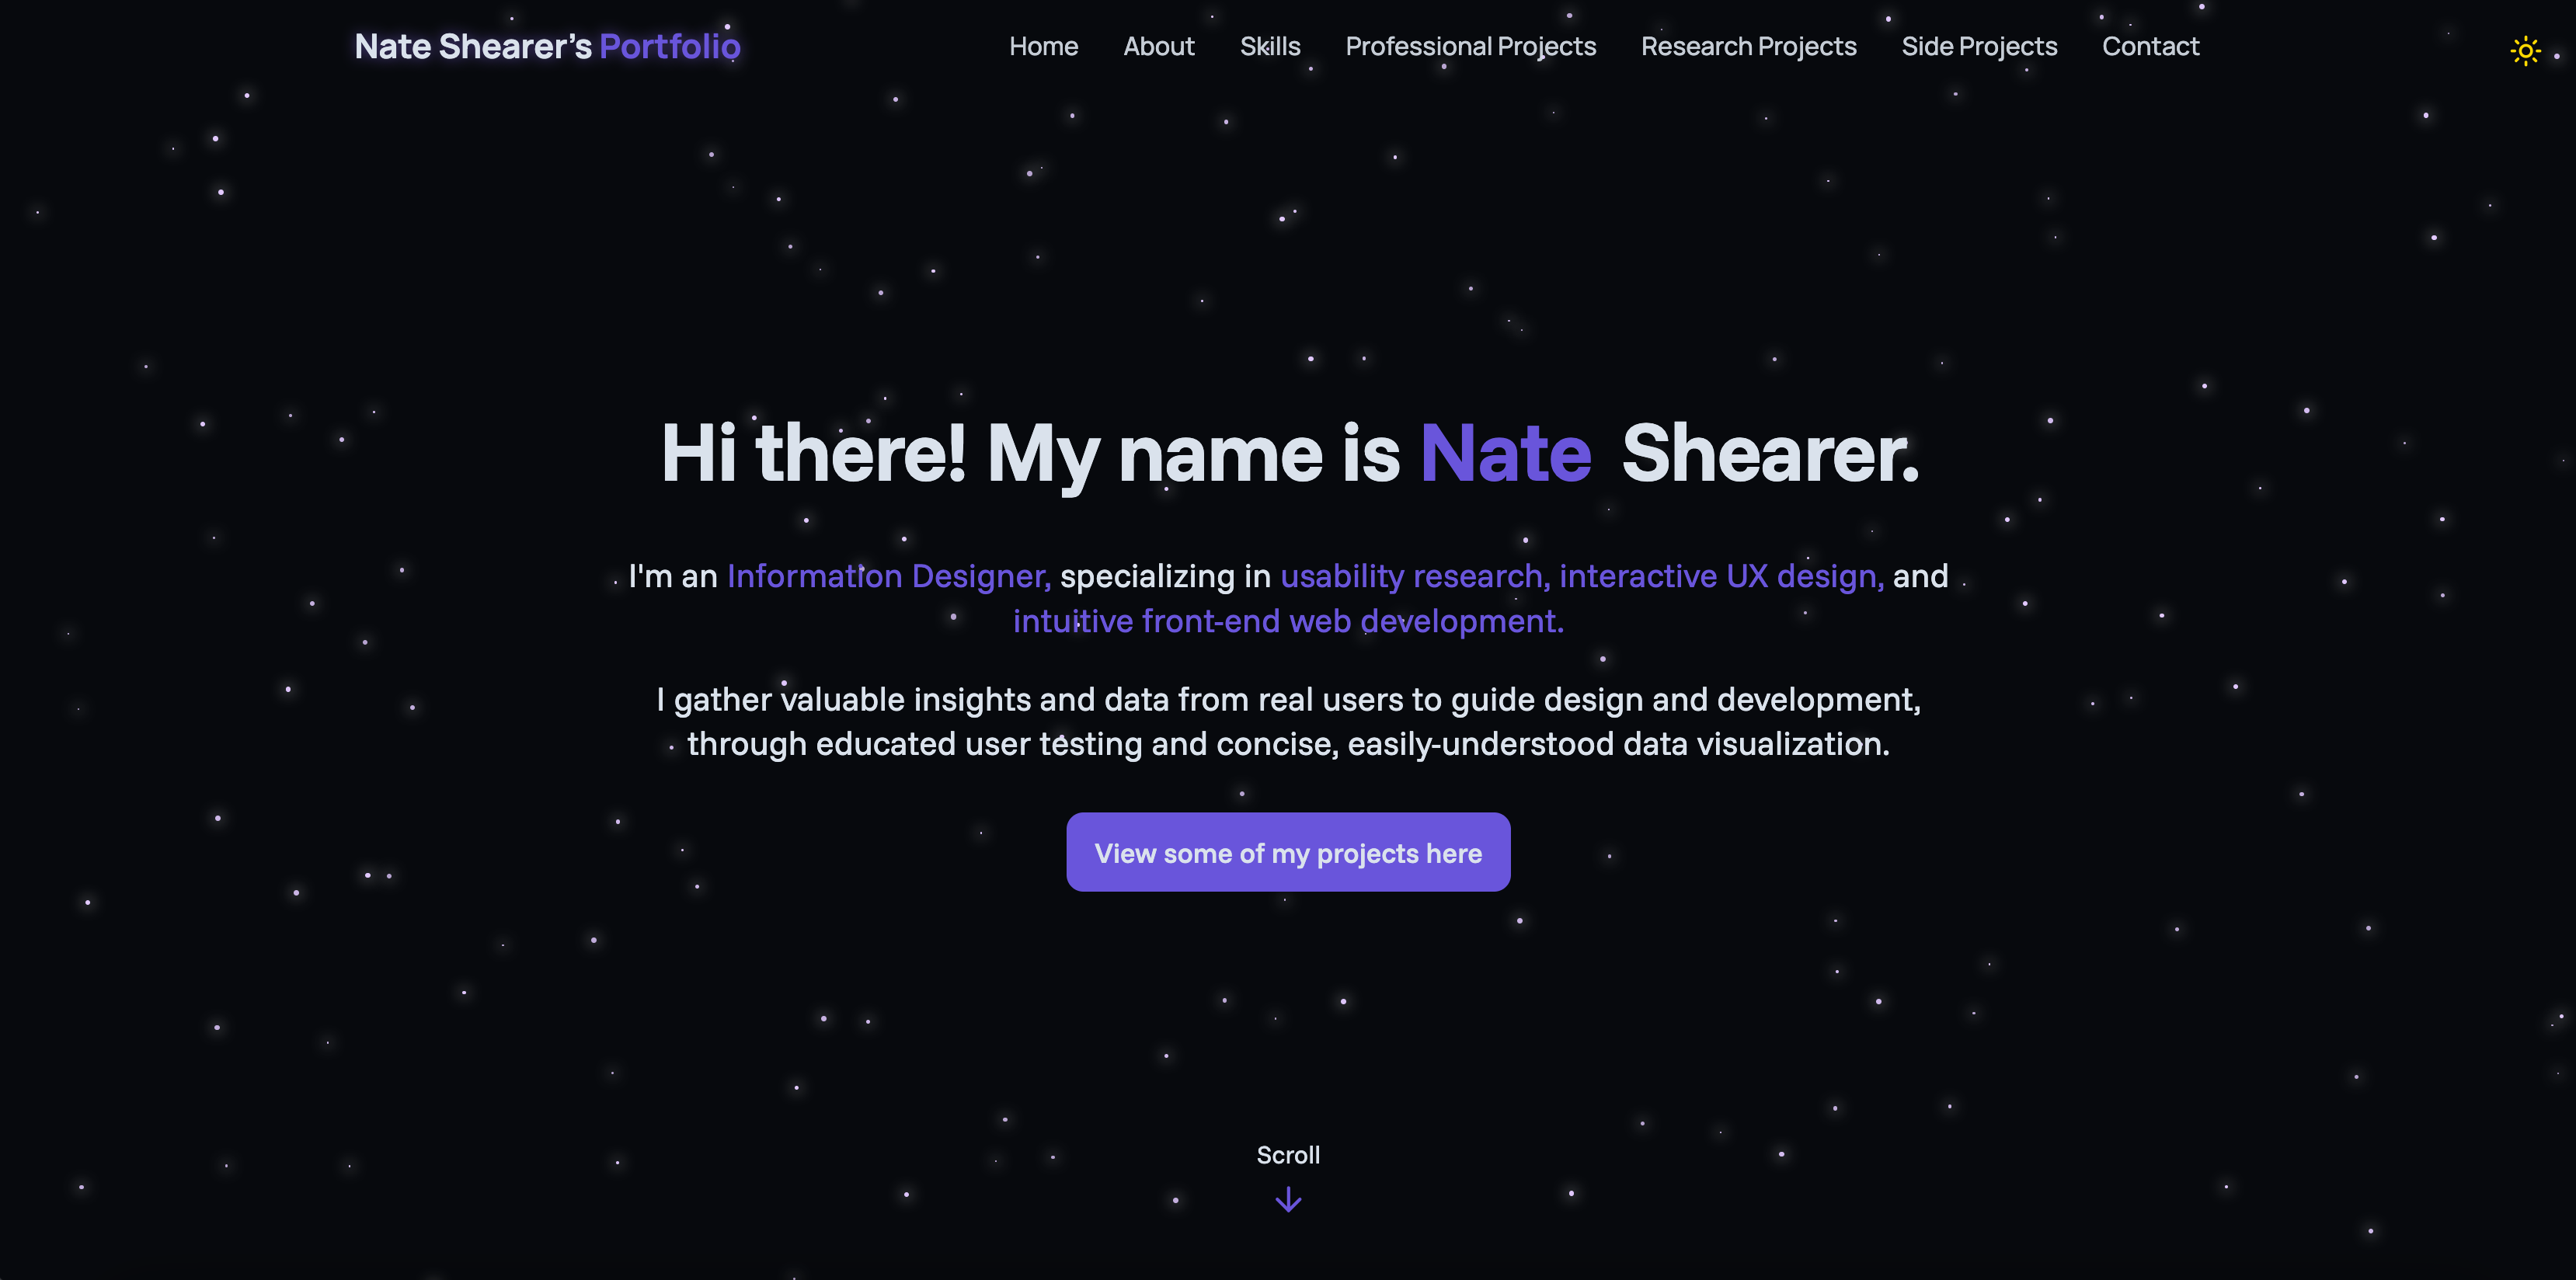 Nate Shearer’s Portfolio
Home About Skills Professional Projects Research Projects Side Projects Contact
Hi there! My name is Nate Shearer.
I'm an Information Designer, specializing in usability research, interactive UX design, and
intuitive front-end web development.
I gather valuable insights and data from real users to guide design and development,
through educated user testing and concise, easily-understood data visualization.
View some of my projects here
Scroll